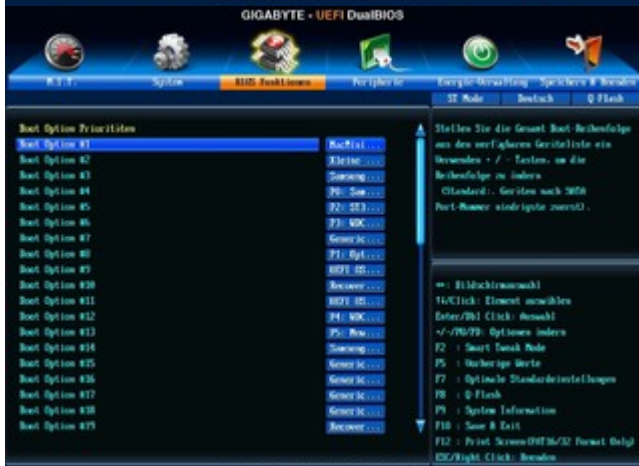 GIGABYTE - UEFI DualBIOS
M.I.T.
System
BIOS Funktionen
Peripherie
Energie-Verwaltung
Speichern & Beenden
ST Mode
Deutsch
Q-Flash
Boot Option Prioritäten
Boot Option #1 MacMini...
Boot Option #2 Kleine ...
Boot Option #3 Samsung...
Boot Option #4 P0: Sam...
Boot Option #5 P2: ST3...
Boot Option #6 P3: WDC...
Boot Option #7 Generic...
Boot Option #8 P1: Opt...
Boot Option #9 UEFI OS...
Boot Option #10 Recover...
Boot Option #11 UEFI OS...
Boot Option #12 P4: WDC...
Boot Option #13
Boot Option #14 Samsung...
Boot Option #15 Generic...
Boot Option #16 Generic...
Boot Option #17 Generic...
Boot Option #18 Generic...
Boot Option #19 Recover...
Stellen Sie die Gesamt Boot-Reihenfolge
aus den verfügbaren Geräteliste ein
Verwenden + / - Tasten, um die
Reihenfolge zu ändern
(Standard:. Geräten nach SATA
Port-Nummer niedrigste zuerst).
↔: Bildschirmauswahl
↑↓/Click: Element auswählen
Enter/Dbl Click: Auswahl
+/-/PU/PD: Optionen ändern
F2 : Smart Tweak Mode
F5 : Vorherige Werte
F7 : Optimale Standardeinstellungen
F8 : Q-Flash
F9 : System Information
F10 : Save & Exit
F12 : Print Screen(FAT16/32 Format Only)
ESC/Right Click: Beenden